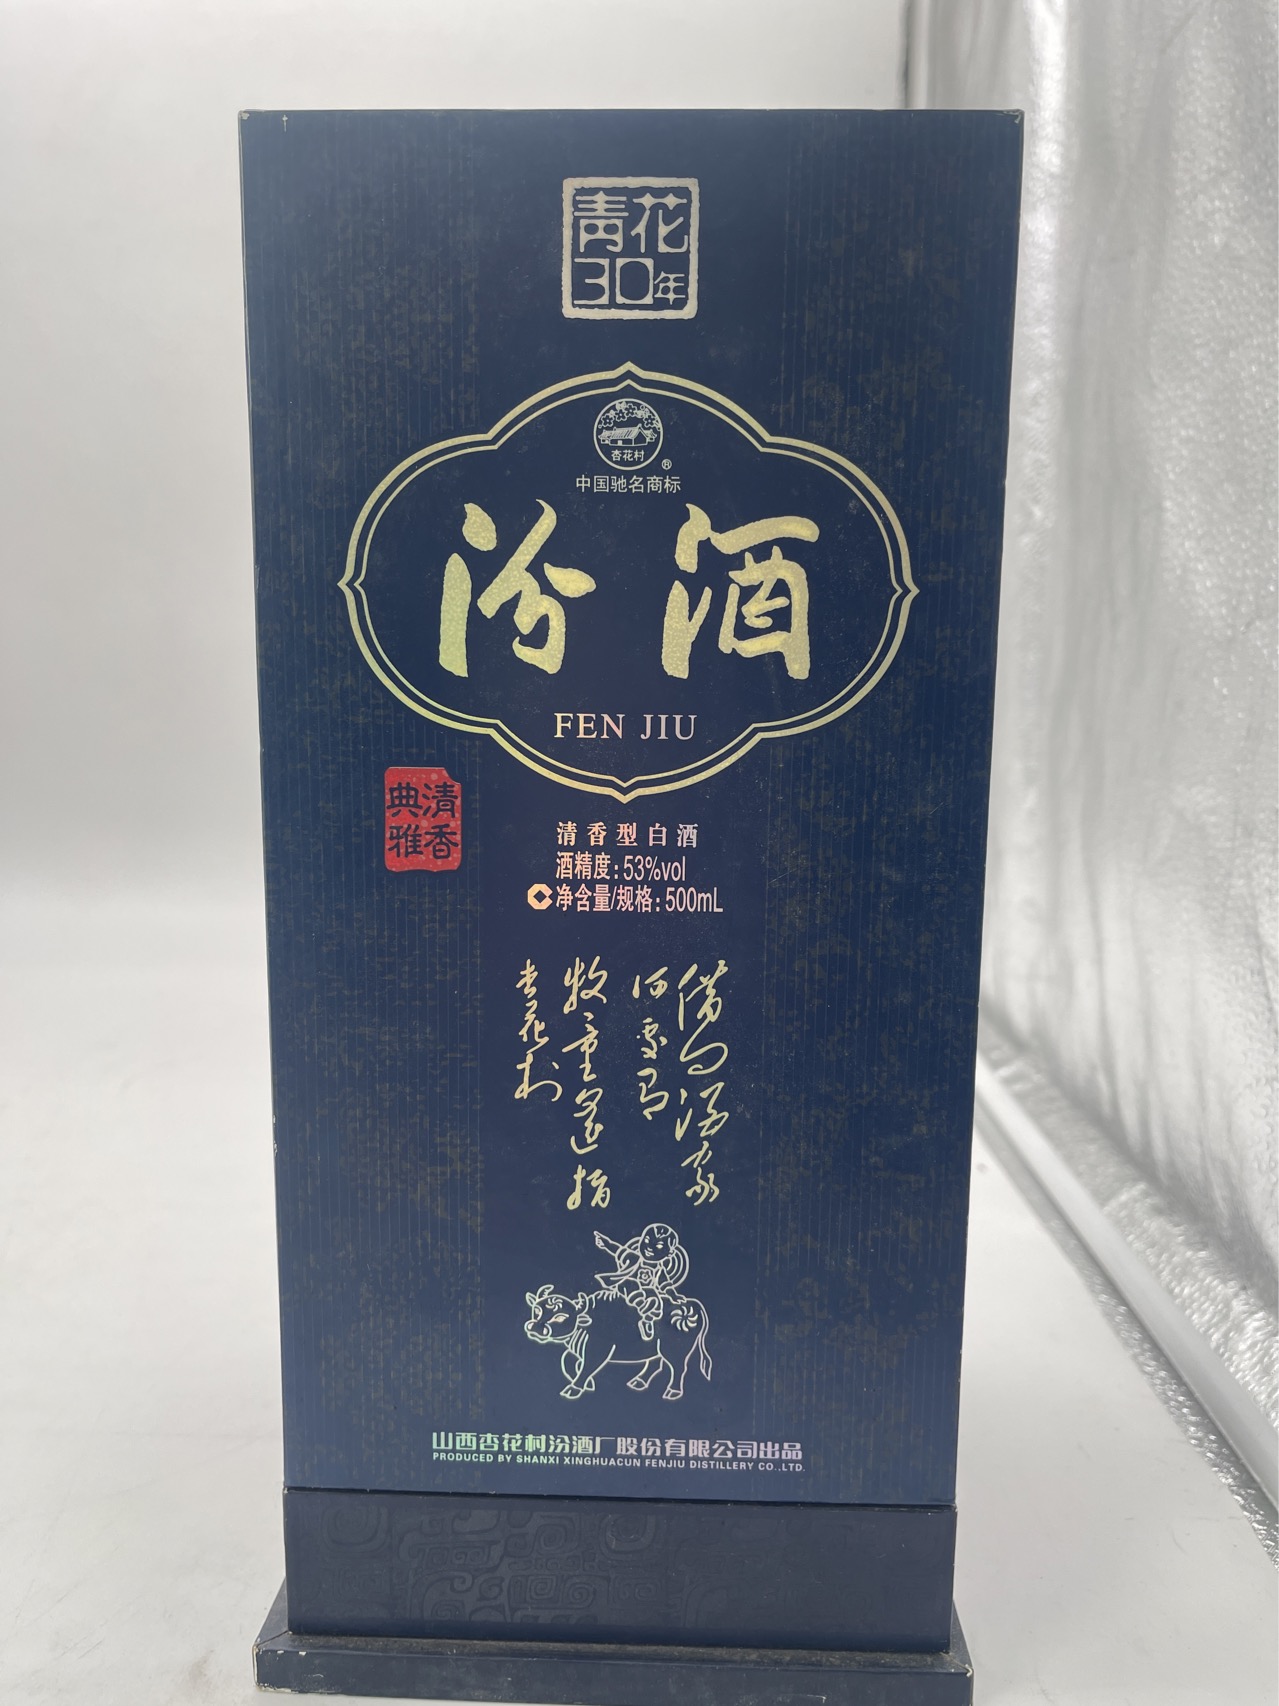 青花
30年
杏花村
®
中国驰名商标
汾酒
FEN JIU
清香
典雅
清香型白酒
酒精度:53%vol
净含量/规格:500mL
借问酒家
何处有
牧童遥指
杏花村
山西杏花村汾酒厂股份有限公司出品
PRODUCED BY SHANXI XINGHUACUN FENJIU DISTILLERY CO.,LTD.